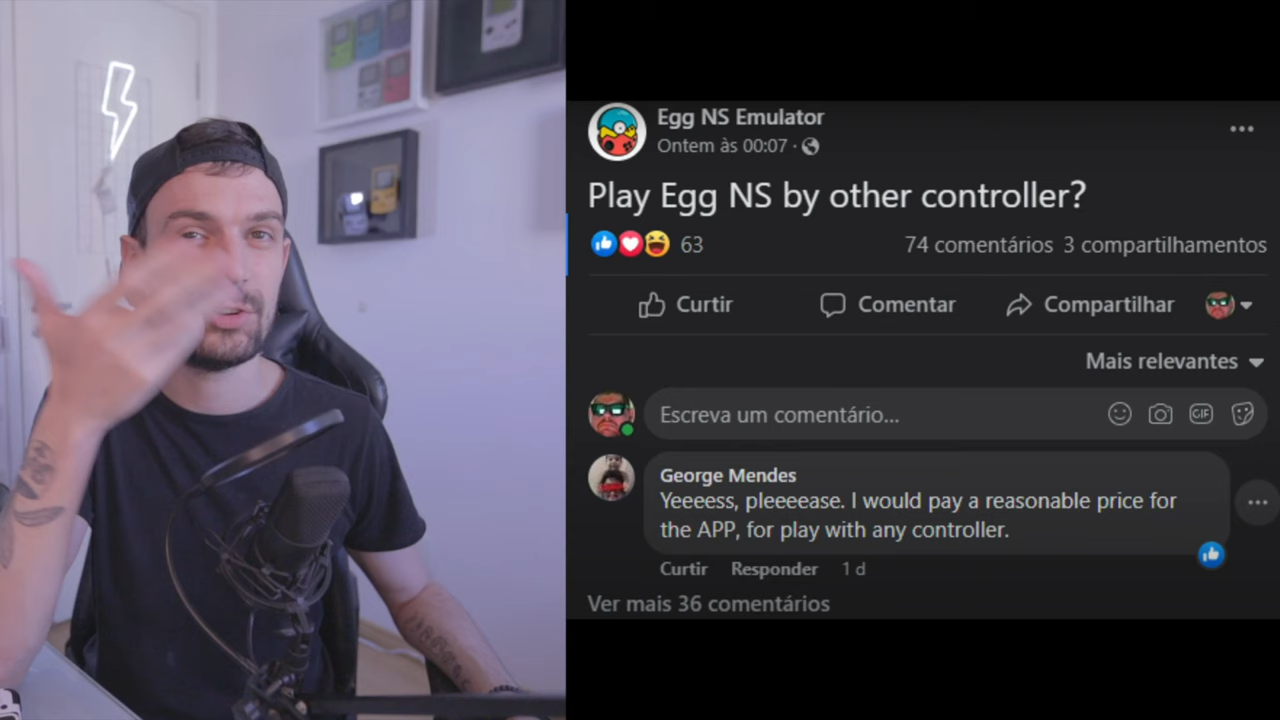 Egg NS Emulator
Ontem às 00:07 ·
Play Egg NS by other controller?
63
74 comentários 3 compartilhamentos
Curtir
Comentar
Compartilhar
Mais relevantes
Escreva um comentário...
GIF
George Mendes
Yeeeess, pleeeease. I would pay a reasonable price for
the APP, for play with any controller.
Curtir Responder 1 d
Ver mais 36 comentários